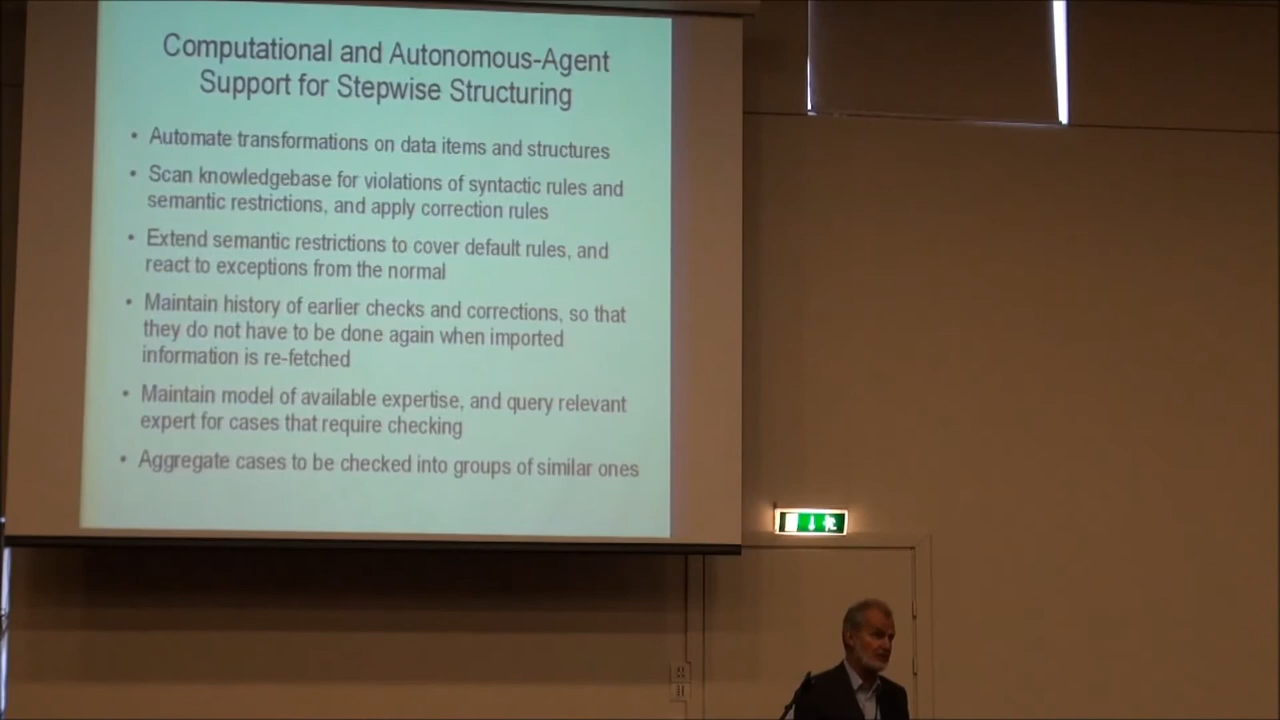 Computational and Autonomous-Agent
Support for Stepwise Structuring
• Automate transformations on data items and structures
• Scan knowledgebase for violations of syntactic rules and
semantic restrictions, and apply correction rules
• Extend semantic restrictions to cover default rules, and
react to exceptions from the normal
• Maintain history of earlier checks and corrections, so that
they do not have to be done again when imported
information is re-fetched
• Maintain model of available expertise, and query relevant
expert for cases that require checking
• Aggregate cases to be checked into groups of similar ones